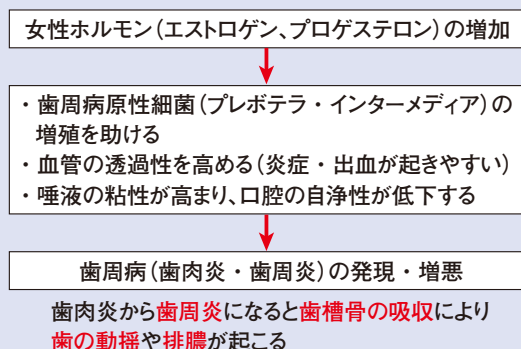 女性ホルモン(エストロゲン、プロゲステロン)の増加
・歯周病原性細菌(プレボテラ・インターメディア)の
増殖を助ける
・血管の透過性を高める(炎症・出血が起きやすい)
・唾液の粘性が高まり、口腔の自浄性が低下する
歯周病(歯肉炎・歯周炎)の発現・増悪
歯肉炎から歯周炎になると歯槽骨の吸収により
歯の動揺や排膿が起こる